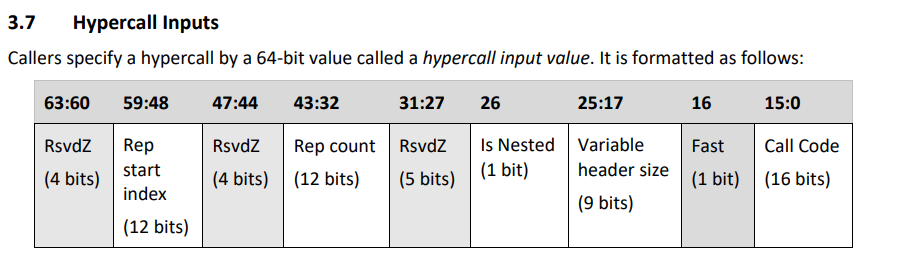 3.7 Hypercall Inputs
Callers specify a hypercall by a 64-bit value called a hypercall input value. It is formatted as follows:
63:60 59:48 47:44 43:32 31:27 26 25:17 16 15:0
RsvdZ
(4 bits)
Rep
start
index
(12 bits)
RsvdZ
(4 bits)
Rep count
(12 bits)
RsvdZ
(5 bits)
Is Nested
(1 bit)
Variable
header size
(9 bits)
Fast
(1 bit)
Call Code
(16 bits)